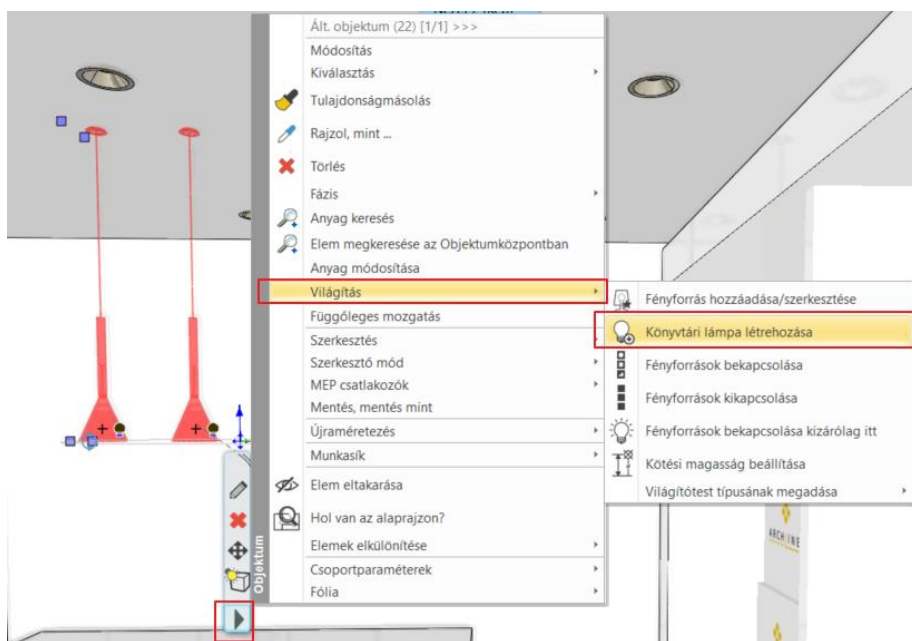 Ált. objektum (22) [1/1] >>>
Módosítás
Kiválasztás
Tulajdonságmásolás
Rajzol, mint ...
Törlés
Fázis
Anyag keresés
Elem megkeresése az Objektumközpontban
Anyag módosítása
Világítás
Függőleges mozgatás
Szerkesztés
Szerkesztő mód
MEP csatlakozók
Mentés, mentés mint
Újraméretezés
Munkasík
Elem eltakarása
Hol van az alaprajzon?
Elemek elkülönítése
Csoportparaméterek
Fólia
Objektum
Fényforrás hozzáadása/szerkesztése
Könyvtári lámpa létrehozása
Fényforrások bekapcsolása
Fényforrások kikapcsolása
Fényforrások bekapcsolása kizárólag itt
Kötési magasság beállítása
Világítótest típusának megadása